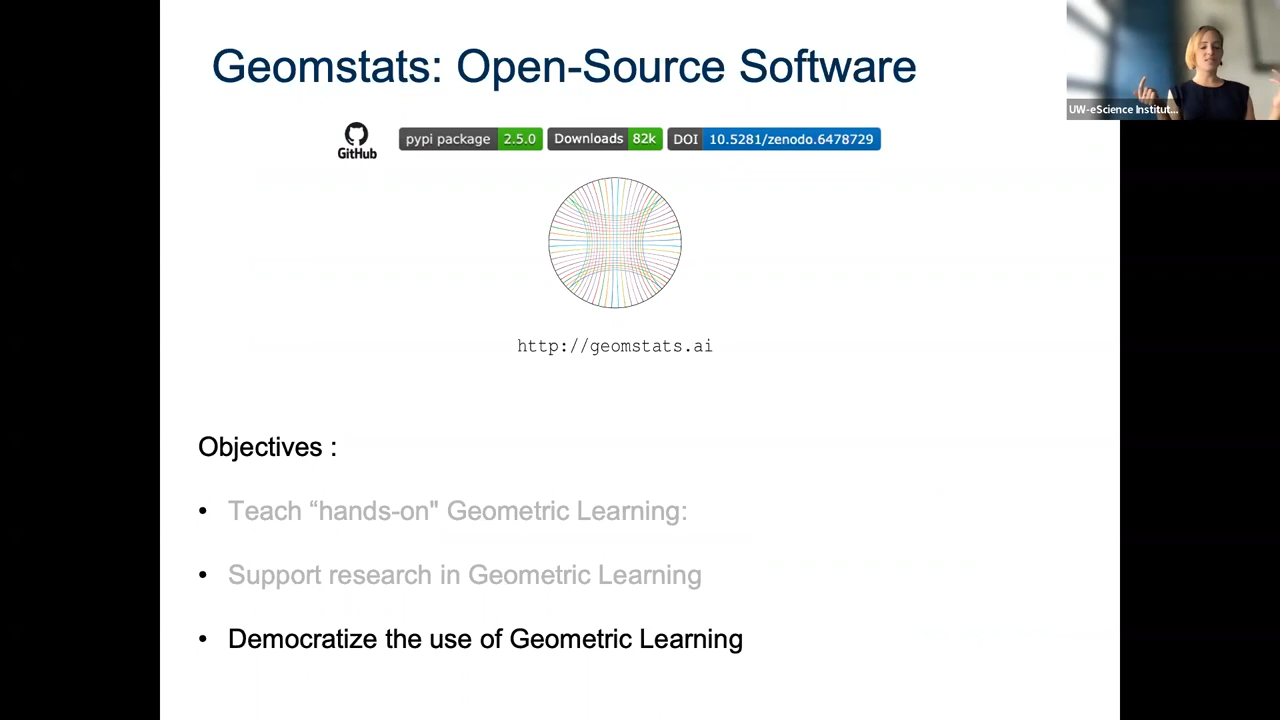 Geomstats: Open-Source Software
GitHub
pypi package 2.5.0 Downloads 82k DOI 10.5281/zenodo.6478729
http://geomstats.ai
UW-eScience Institut...
Objectives :
• Teach “hands-on" Geometric Learning:
• Support research in Geometric Learning
• Democratize the use of Geometric Learning